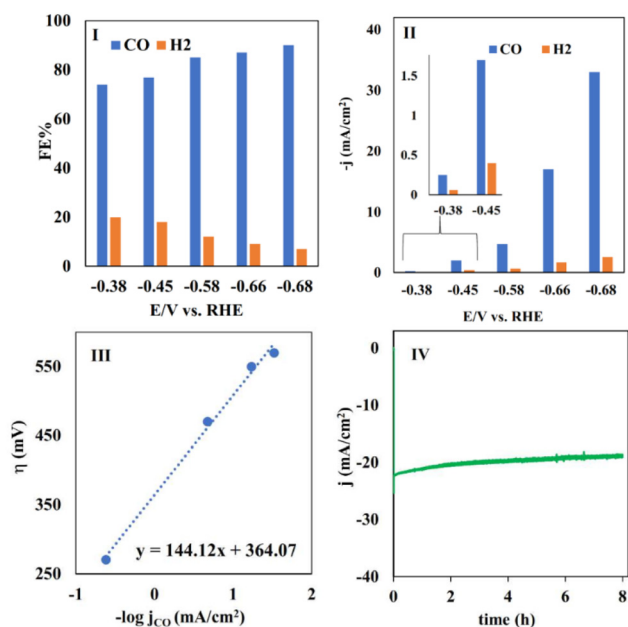 I
CO H2
100
80
60
40
20
0
FE%
-0.38 -0.45 -0.58 -0.66 -0.68
E/V vs. RHE
II
CO H2
40
30
20
10
0
-j (mA/cm²)
1.5
1
0.5
0
-0.38 -0.45
-0.38 -0.45 -0.58 -0.66 -0.68
E/V vs. RHE
III
550
450
350
250
η (mV)
y = 144.12x + 364.07
-1 0 1 2
-log jCO (mA/cm²)
IV
0
-10
-20
-30
-40
j (mA/cm²)
0 2 4 6 8
time (h)